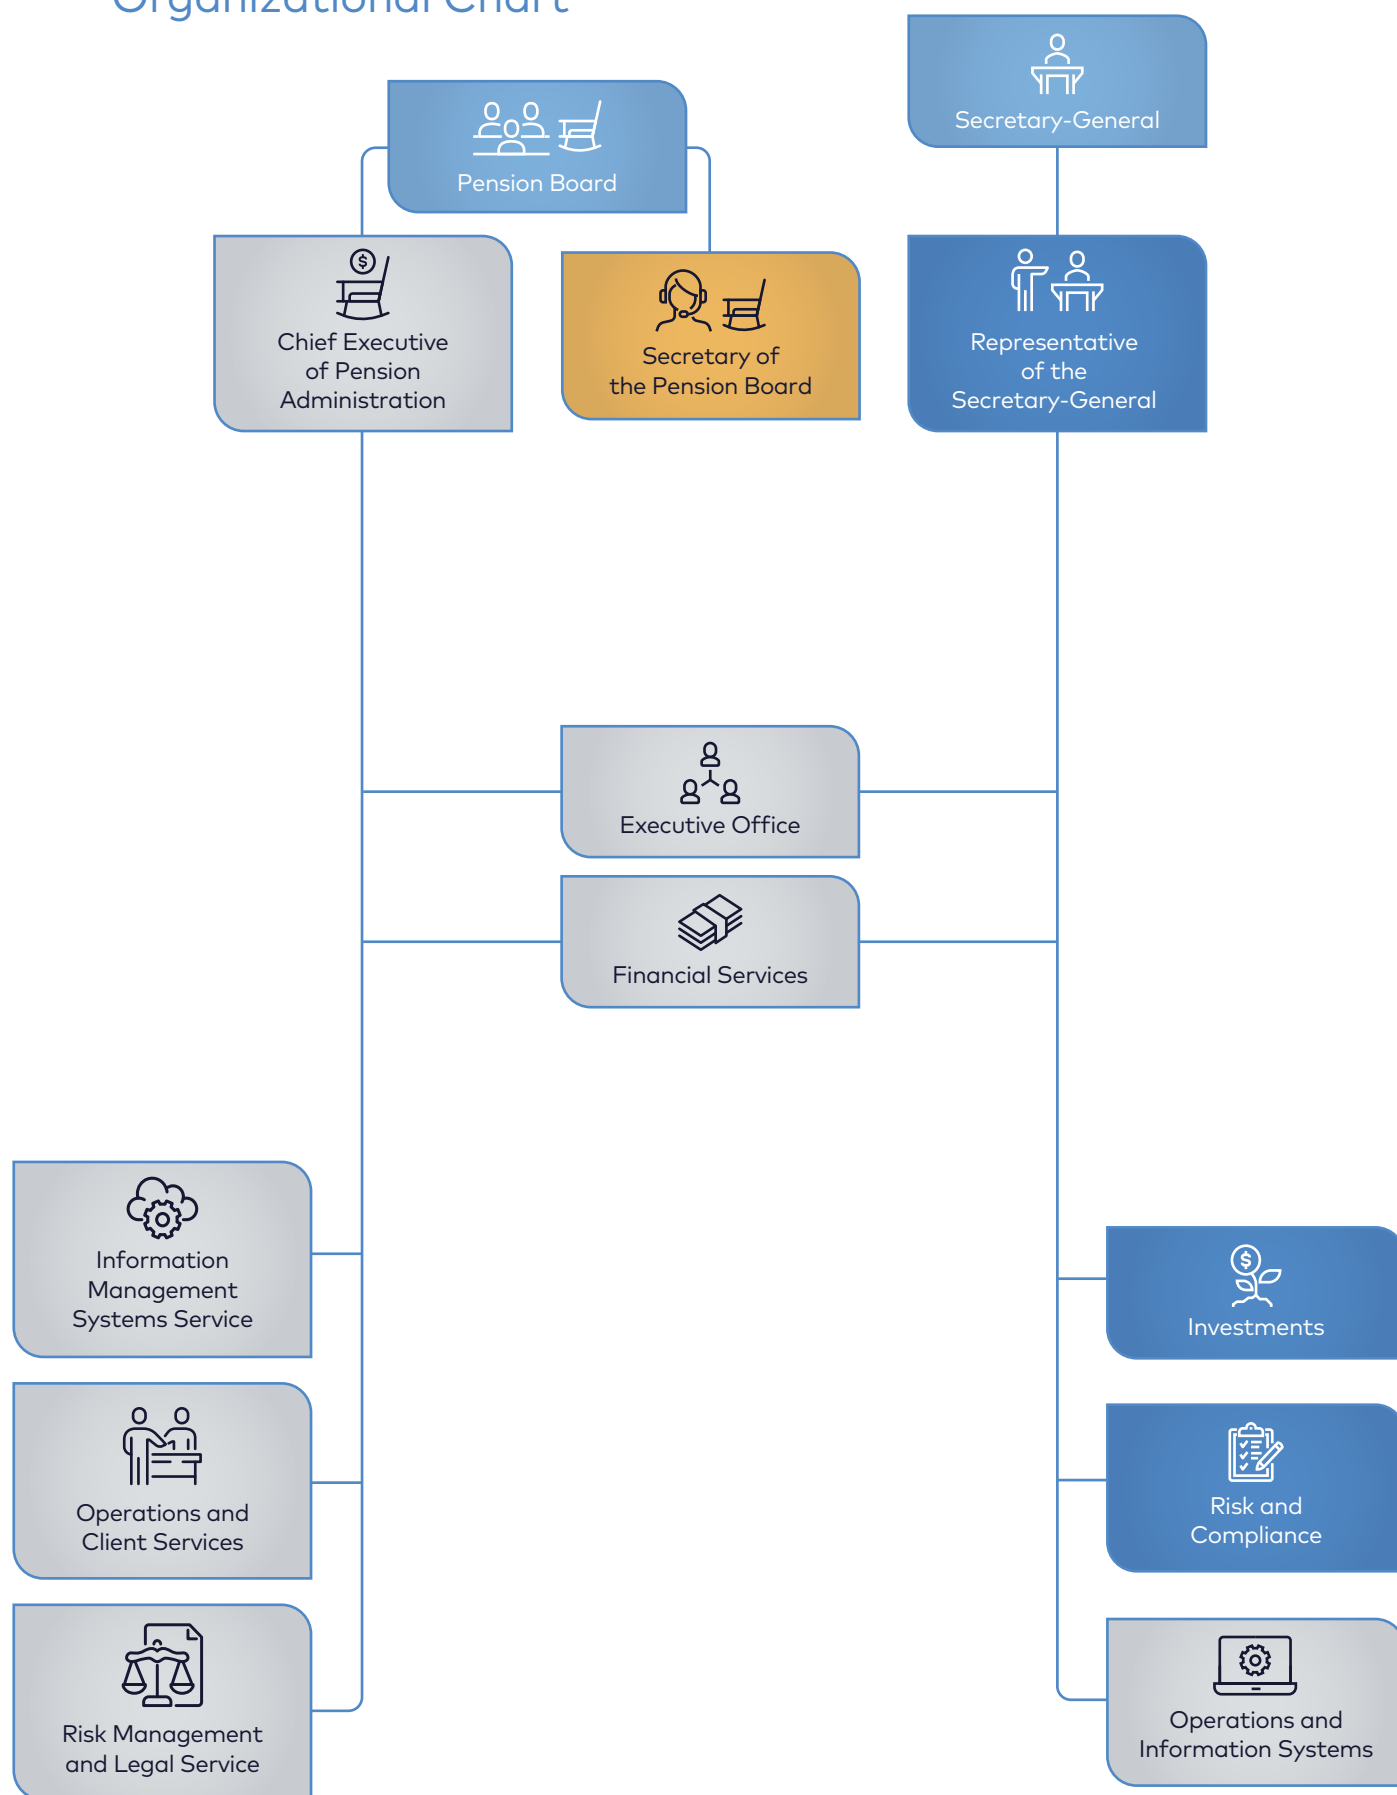 Organizational Chart
Secretary-General
Pension Board
Chief Executive
of Pension
Administration
Secretary of
the Pension Board
Representative
of the
Secretary-General
Executive Office
Financial Services
Information
Management
Systems Service
Operations and
Client Services
Risk Management
and Legal Service
Investments
Risk and
Compliance
Operations and
Information Systems